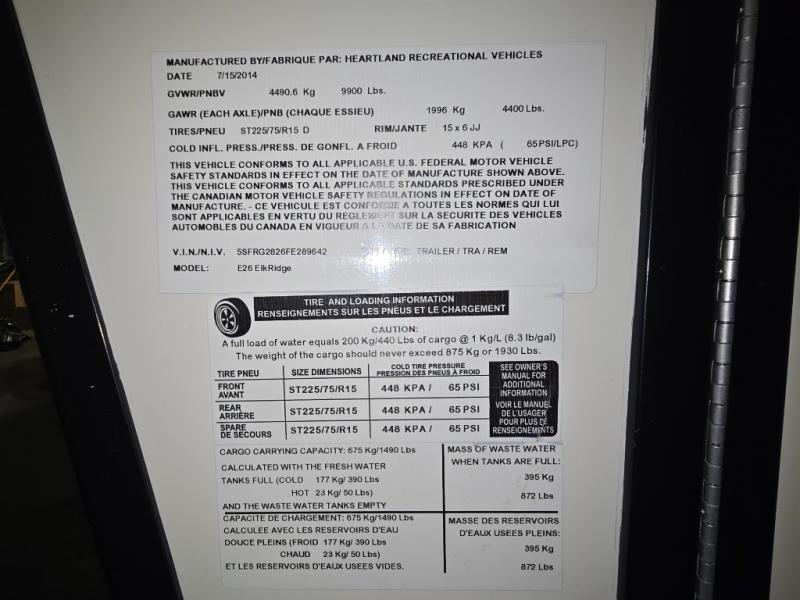 MANUFACTURED BY/FABRIQUE PAR: HEARTLAND RECREATIONAL VEHICLES
DATE 7/15/2014
GVWR/PNBV 4490.6 Kg 9900 Lbs.
GAWR (EACH AXLE)/PNB (CHAQUE ESSIEU) 1996 Kg 4400 Lbs.
TIRES/PNEU ST225/75/R15 D RIM/JANTE 15 x 6 JJ
COLD INFL. PRESS./PRESS. DE GONFL. A FROID 448 KPA ( 65 PSI/LPC)
THIS VEHICLE CONFORMS TO ALL APPLICABLE U.S. FEDERAL MOTOR VEHICLE
SAFETY STANDARDS IN EFFECT ON THE DATE OF MANUFACTURE SHOWN ABOVE.
THIS VEHICLE CONFORMS TO ALL APPLICABLE STANDARDS PRESCRIBED UNDER
THE CANADIAN MOTOR VEHICLE SAFETY REGULATIONS IN EFFECT ON DATE OF
MANUFACTURE. - CE VEHICULE EST CONFORME A TOUTES LES NORMES QUI LUI
SONT APPLICABLES EN VERTU DU REGLEMENT SUR LA SECURITE DES VEHICLES
AUTOMOBILES DU CANADA EN VIGUEUR A LA DATE DE SA FABRICATION
V.I.N./N.I.V. 5SFRG2826FE289642 TRAILER / TRA / REM
MODEL: E26 ElkRidge
TIRE AND LOADING INFORMATION
RENSEIGNEMENTS SUR LES PNEUS ET LE CHARGEMENT
CAUTION:
A full load of water equals 200 Kg/440 Lbs of cargo @ 1 Kg/L (8.3 lb/gal)
The weight of the cargo should never exceed 875 Kg or 1930 Lbs.
TIRE PNEU SIZE DIMENSIONS COLD TIRE PRESSURE
PRESSION DES PNEUS À FROID
FRONT
AVANT ST225/75/R15 448 KPA / 65 PSI
REAR
ARRIÈRE ST225/75/R15 448 KPA / 65 PSI
SPARE
DE SECOURS ST225/75/R15 448 KPA / 65 PSI
SEE OWNER'S
MANUAL FOR
ADDITIONAL
INFORMATION
VOIR LE MANUEL
DE L'USAGER
POUR PLUS DE
RENSEIGNEMENTS
CARGO CARRYING CAPACITY: 675 Kg/1490 Lbs
CALCULATED WITH THE FRESH WATER
TANKS FULL (COLD 177 Kg/ 390 Lbs
HOT 23 Kg/ 50 Lbs)
AND THE WASTE WATER TANKS EMPTY
MASS OF WASTE WATER
WHEN TANKS ARE FULL:
395 Kg
872 Lbs
CAPACITE DE CHARGEMENT: 675 Kg/1490 Lbs
CALCULEE AVEC LES RESERVOIRS D'EAU
DOUCE PLEINS (FROID 177 Kg/ 390 Lbs
CHAUD 23 Kg/ 50 Lbs)
ET LES RESERVOIRS D'EAUX USEES VIDES.
MASSE DES RESERVOIRS
D'EAUX USEES PLEINS:
395 Kg
872 Lbs